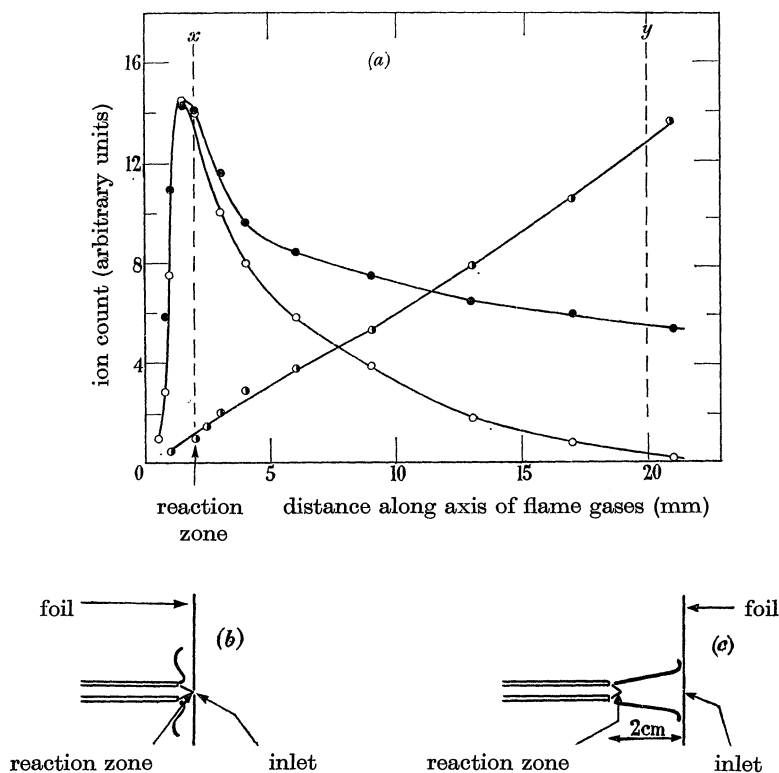 x
y
(a)
16
12
8
4
0
5
10
15
20
ion count (arbitrary units)
distance along axis of flame gases (mm)
reaction
zone
foil
(b)
reaction zone
inlet
foil
(c)
2cm
reaction zone
inlet